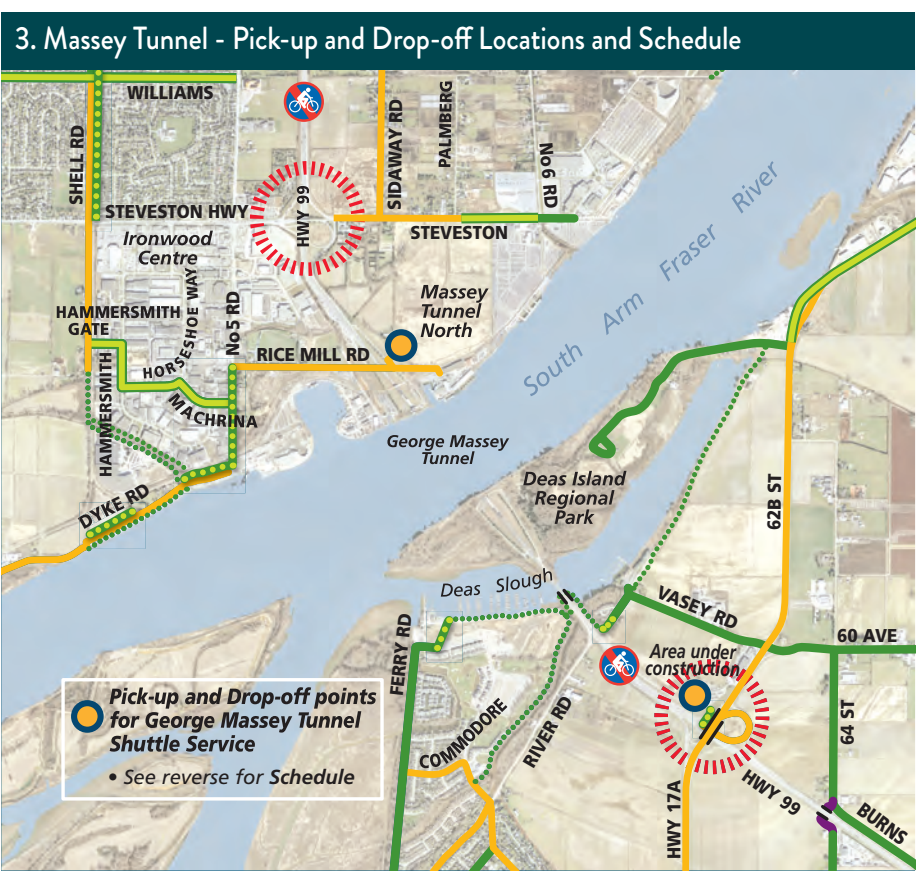 3. Massey Tunnel - Pick-up and Drop-off Locations and Schedule
WILLIAMS
SHELL RD
HWY 99
SIDAWAY RD
PALMBERG
No6 RD
STEVESTON HWY
STEVESTON
Ironwood
Centre
South Arm Fraser River
HAMMERSMITH
GATE
HORSESHOE WAY
No5 RD
Massey
Tunnel
North
RICE MILL RD
HAMMERSMITH
MACHRINA
George Massey
Tunnel
Deas Island
Regional
Park
DYKE RD
62B ST
Deas Slough
VASEY RD
60 AVE
FERRY RD
Area under
construction
Pick-up and Drop-off points
for George Massey Tunnel
Shuttle Service
• See reverse for Schedule
COMMODORE
RIVER RD
64 ST
HWY 17A
HWY 99
BURNS